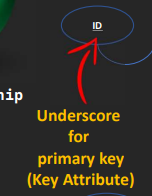 ID
hip
Underscore
for
primary key
(Key Attribute)